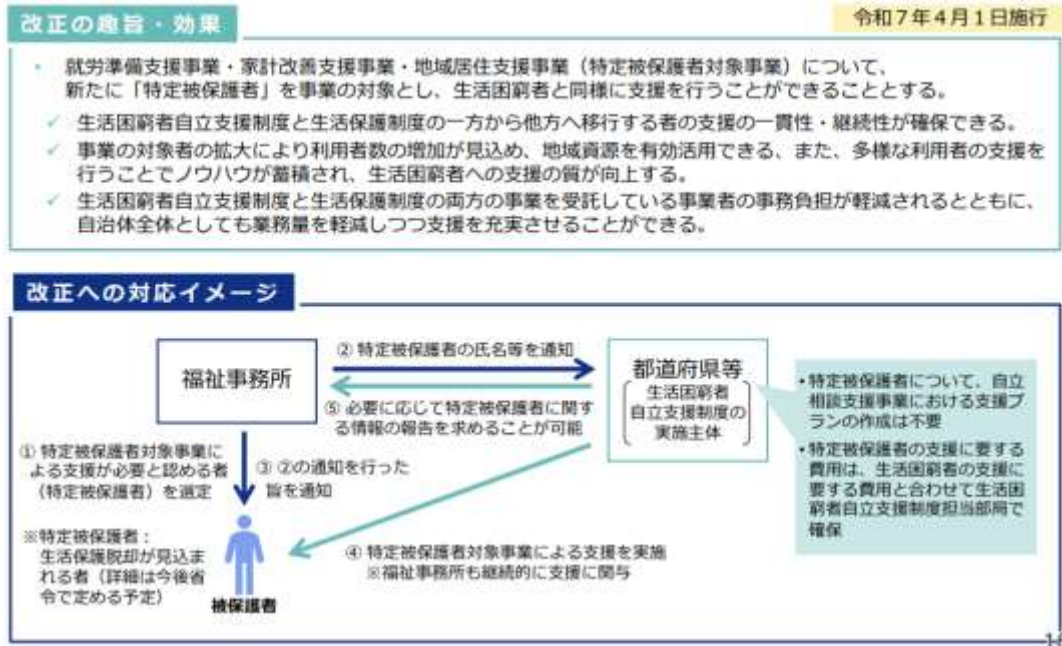 改正の趣旨・効果
令和７年４月１日施行
・ 就労準備支援事業・家計改善支援事業・地域居住支援事業（特定被保護者対象事業）について、
新たに「特定被保護者」を事業の対象とし、生活困窮者と同様に支援を行うことができることとする。
✓ 生活困窮者自立支援制度と生活保護制度の一方から他方へ移行する者の支援の一貫性・継続性が確保できる。
✓ 事業の対象者の拡大により利用者数の増加が見込め、地域資源を有効活用できる、また、多様な利用者の支援を
行うことでノウハウが蓄積され、生活困窮者への支援の質が向上する。
✓ 生活困窮者自立支援制度と生活保護制度の両方の事業を受託している事業者の事務負担が軽減されるとともに、
自治体全体としても業務量を軽減しつつ支援を充実させることができる。
改正への対応イメージ
福祉事務所
② 特定被保護者の氏名等を通知
⑤ 必要に応じて特定被保護者に関す
る情報の報告を求めることが可能
都道府県等
生活困窮者
自立支援制度の
実施主体
・特定被保護者について、自立
相談支援事業における支援プ
ランの作成は不要
・特定被保護者の支援に要する
費用は、生活困窮者の支援に
要する費用と合わせて生活困
窮者自立支援制度担当部局で
確保
① 特定被保護者対象事業に
よる支援が必要と認める者
（特定被保護者）を選定
③ ②の通知を行った
旨を通知
※特定被保護者：
生活保護脱却が見込ま
れる者（詳細は今後省
令で定める予定）
被保護者
④ 特定被保護者対象事業による支援を実施
※福祉事務所も継続的に支援に関与